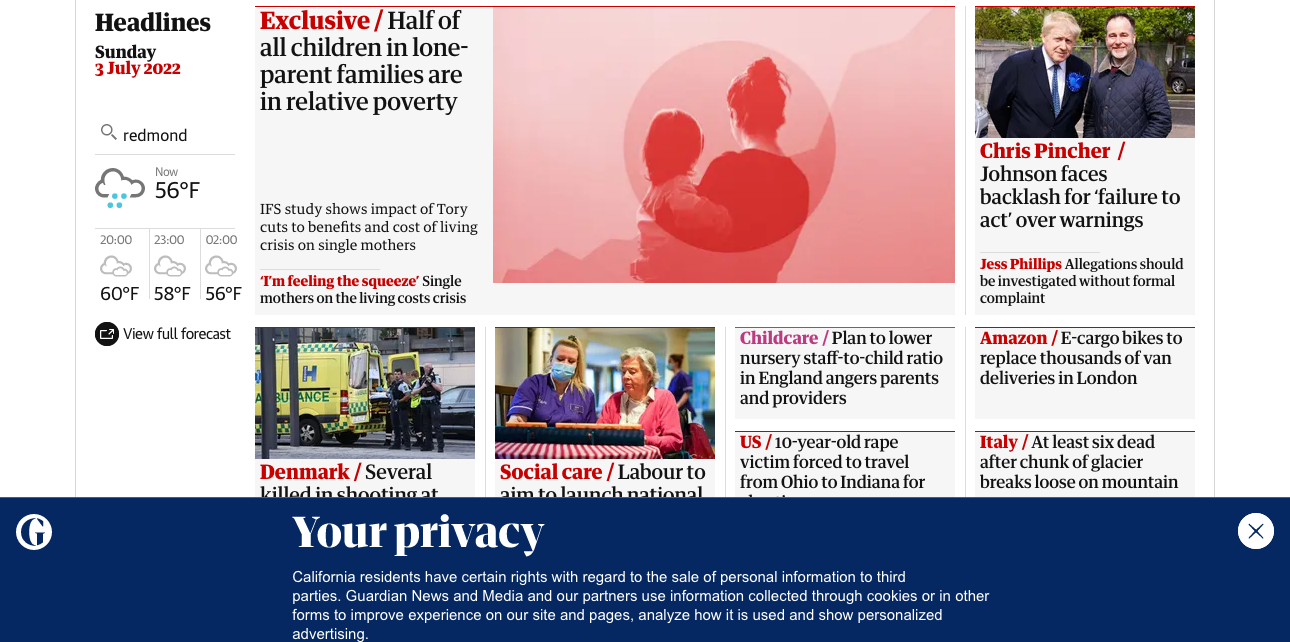 Headlines
Sunday
3 July 2022
redmond
Now
56°F
20:00
60°F
23:00
58°F
02:00
56°F
View full forecast
Exclusive / Half of
all children in lone-
parent families are
in relative poverty
IFS study shows impact of Tory
cuts to benefits and cost of living
crisis on single mothers
‘I’m feeling the squeeze’ Single
mothers on the living costs crisis
Chris Pincher /
Johnson faces
backlash for ‘failure to
act’ over warnings
Jess Phillips Allegations should
be investigated without formal
complaint
H
AMBULANCE
Denmark / Several
killed in shooting at
Social care / Labour to
aim to launch national
Childcare / Plan to lower
nursery staff-to-child ratio
in England angers parents
and providers
US / 10-year-old rape
victim forced to travel
from Ohio to Indiana for
Amazon / E-cargo bikes to
replace thousands of van
deliveries in London
Italy / At least six dead
after chunk of glacier
breaks loose on mountain
G
Your privacy
California residents have certain rights with regard to the sale of personal information to third
parties. Guardian News and Media and our partners use information collected through cookies or in other
forms to improve experience on our site and pages, analyze how it is used and show personalized
advertising.